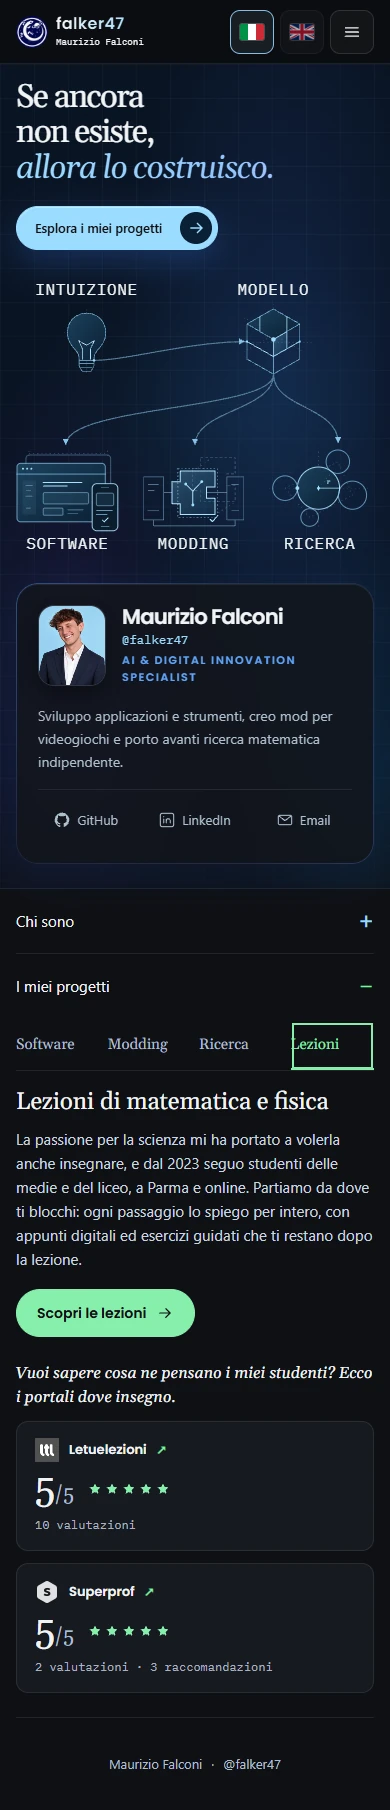 falker47
Maurizio Falconi
Se ancora
non esiste,
allora lo costruisco.
Esplora i miei progetti
INTUIZIONE
MODELLO
r
SOFTWARE
MODDING
RICERCA
Maurizio Falconi
@falker47
AI & DIGITAL INNOVATION
SPECIALIST
Sviluppo applicazioni e strumenti, creo mod per
videogiochi e porto avanti ricerca matematica
indipendente.
GitHub
LinkedIn
Email
Chi sono
I miei progetti
Software
Modding
Ricerca
Lezioni
Lezioni di matematica e fisica
La passione per la scienza mi ha portato a volerla
anche insegnare, e dal 2023 seguo studenti delle
medie e del liceo, a Parma e online. Partiamo da dove
ti blocchi: ogni passaggio lo spiego per intero, con
appunti digitali ed esercizi guidati che ti restano dopo
la lezione.
Scopri le lezioni
Vuoi sapere cosa ne pensano i miei studenti? Ecco
i portali dove insegno.
Letuelezioni
5/5
10 valutazioni
S
Superprof
5/5
2 valutazioni · 3 raccomandazioni
Maurizio Falconi · @falker47